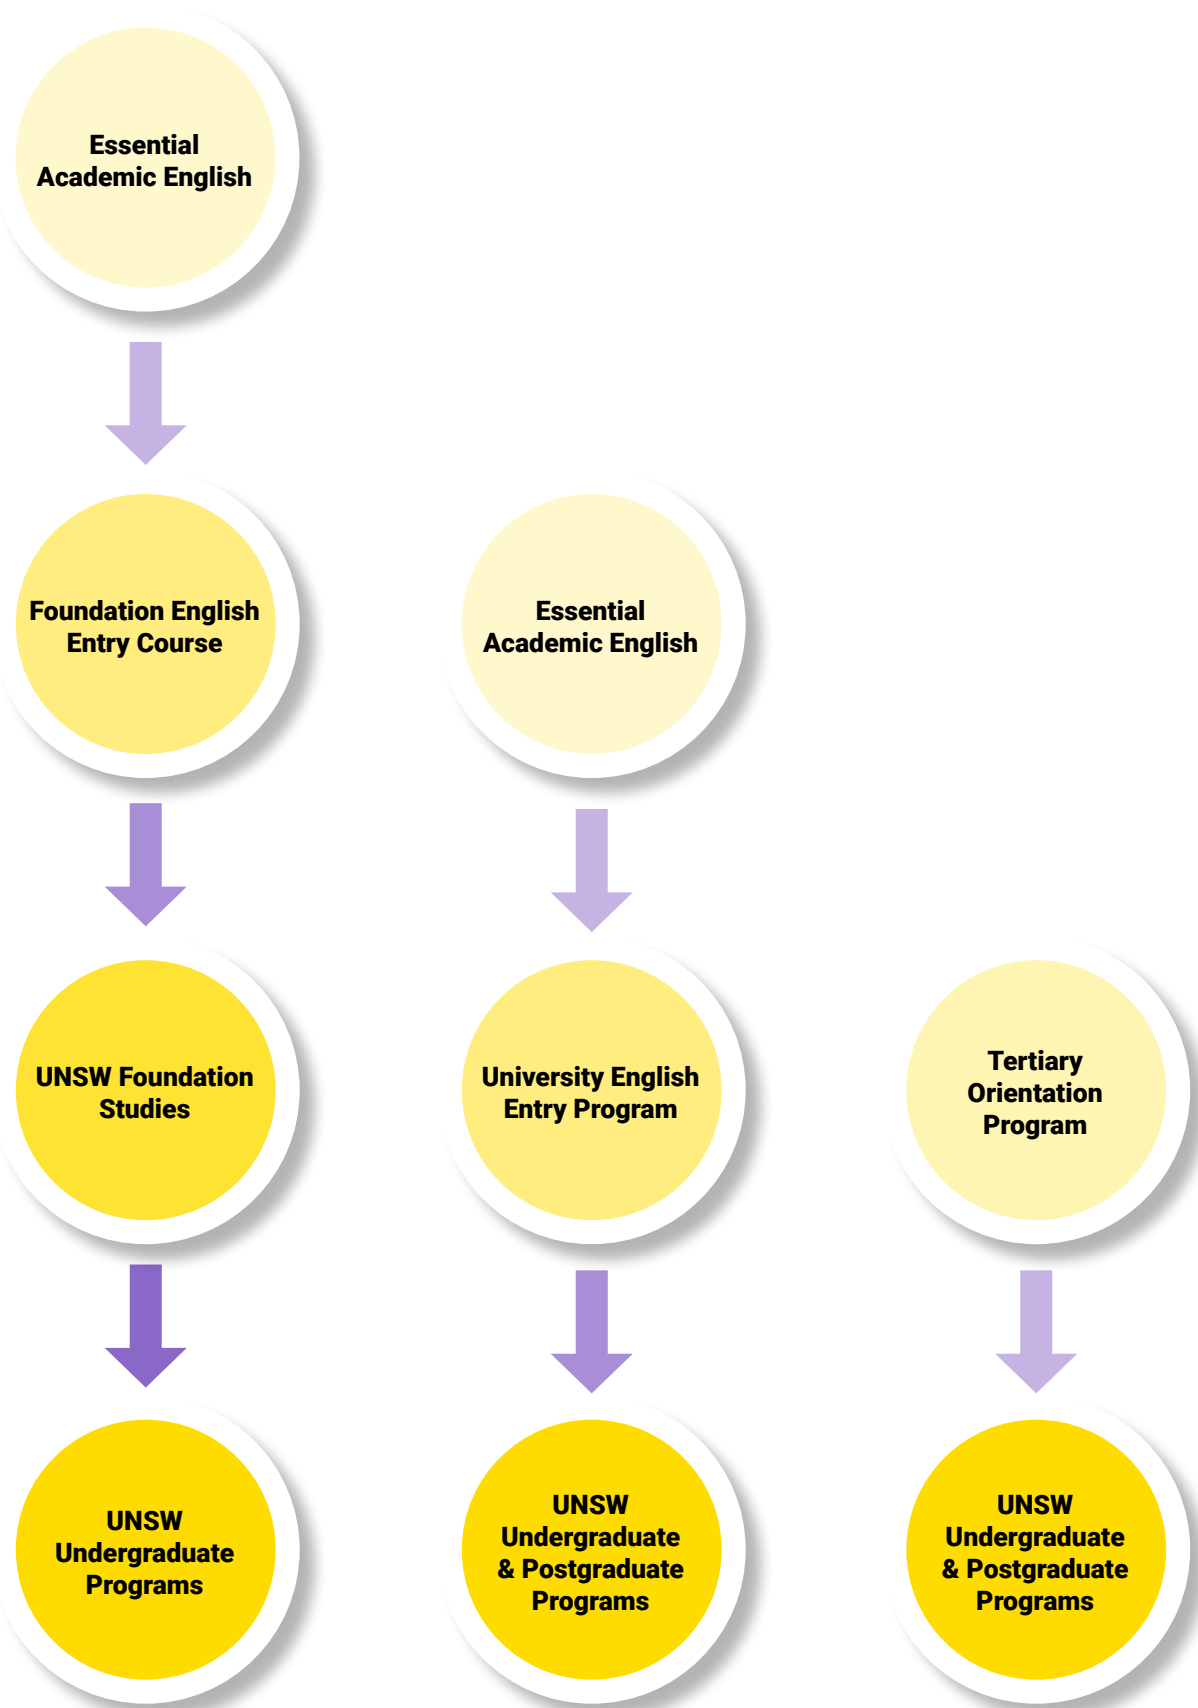 Essential
Academic English
Foundation English
Entry Course
Essential
Academic English
UNSW Foundation
Studies
University English
Entry Program
Tertiary
Orientation
Program
UNSW
Undergraduate
Programs
UNSW
Undergraduate
& Postgraduate
Programs
UNSW
Undergraduate
& Postgraduate
Programs